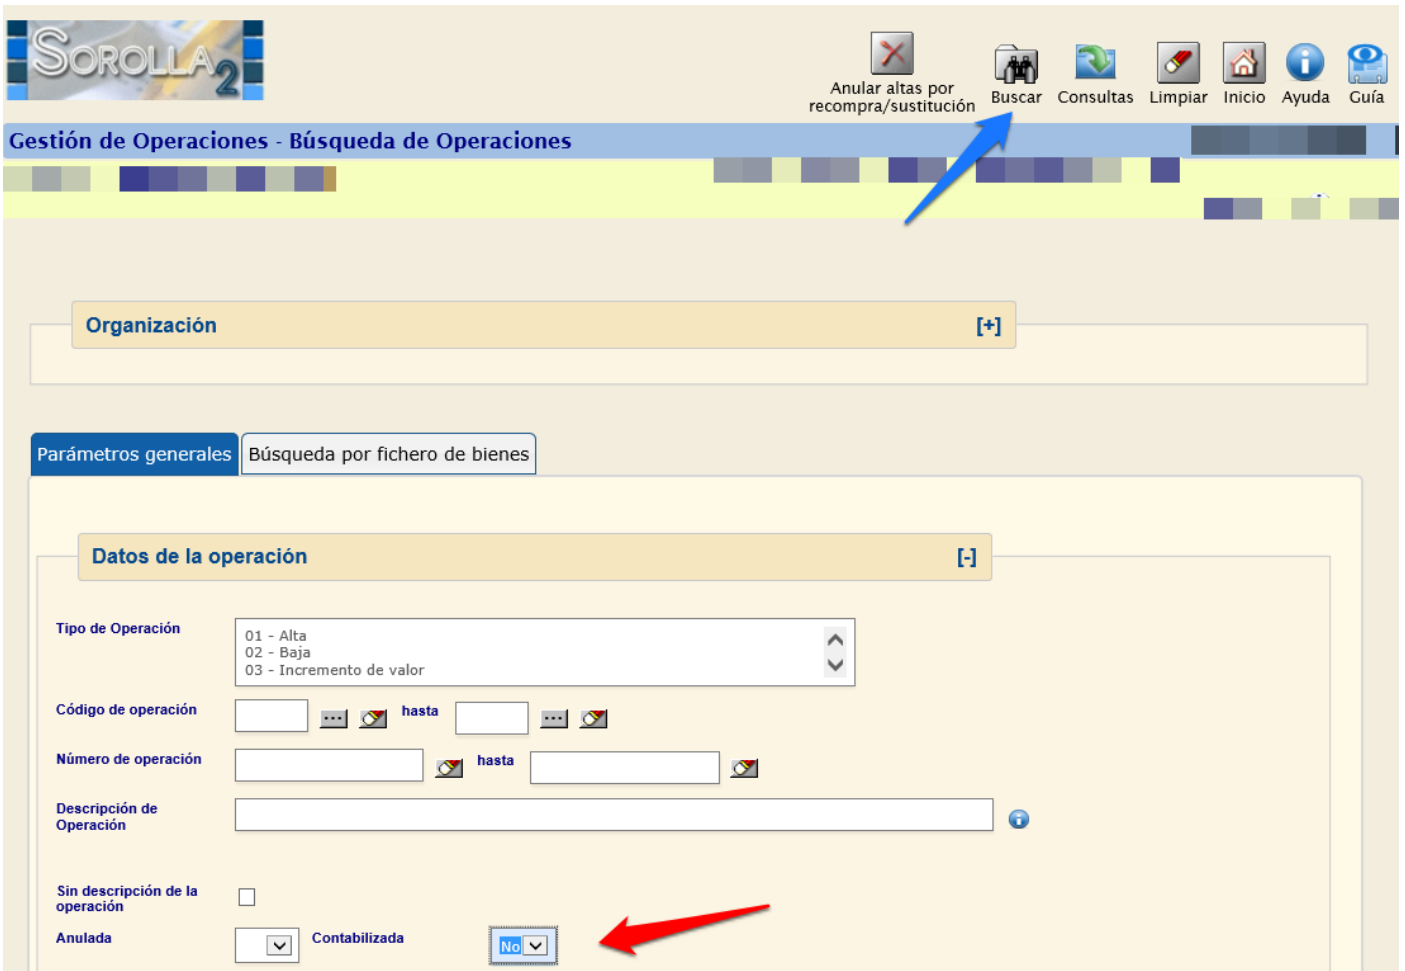 SOROLLA2
Anular altas por
recompra/sustitución
Buscar
Consultas
Limpiar
Inicio
Ayuda
Guía
Gestión de Operaciones - Búsqueda de Operaciones
Organización [+]
Parámetros generales
Búsqueda por fichero de bienes
Datos de la operación [-]
Tipo de Operación
01 - Alta
02 - Baja
03 - Incremento de valor
Código de operación ... hasta ...
Número de operación hasta
Descripción de
Operación
Sin descripción de la
operación
Anulada Contabilizada No